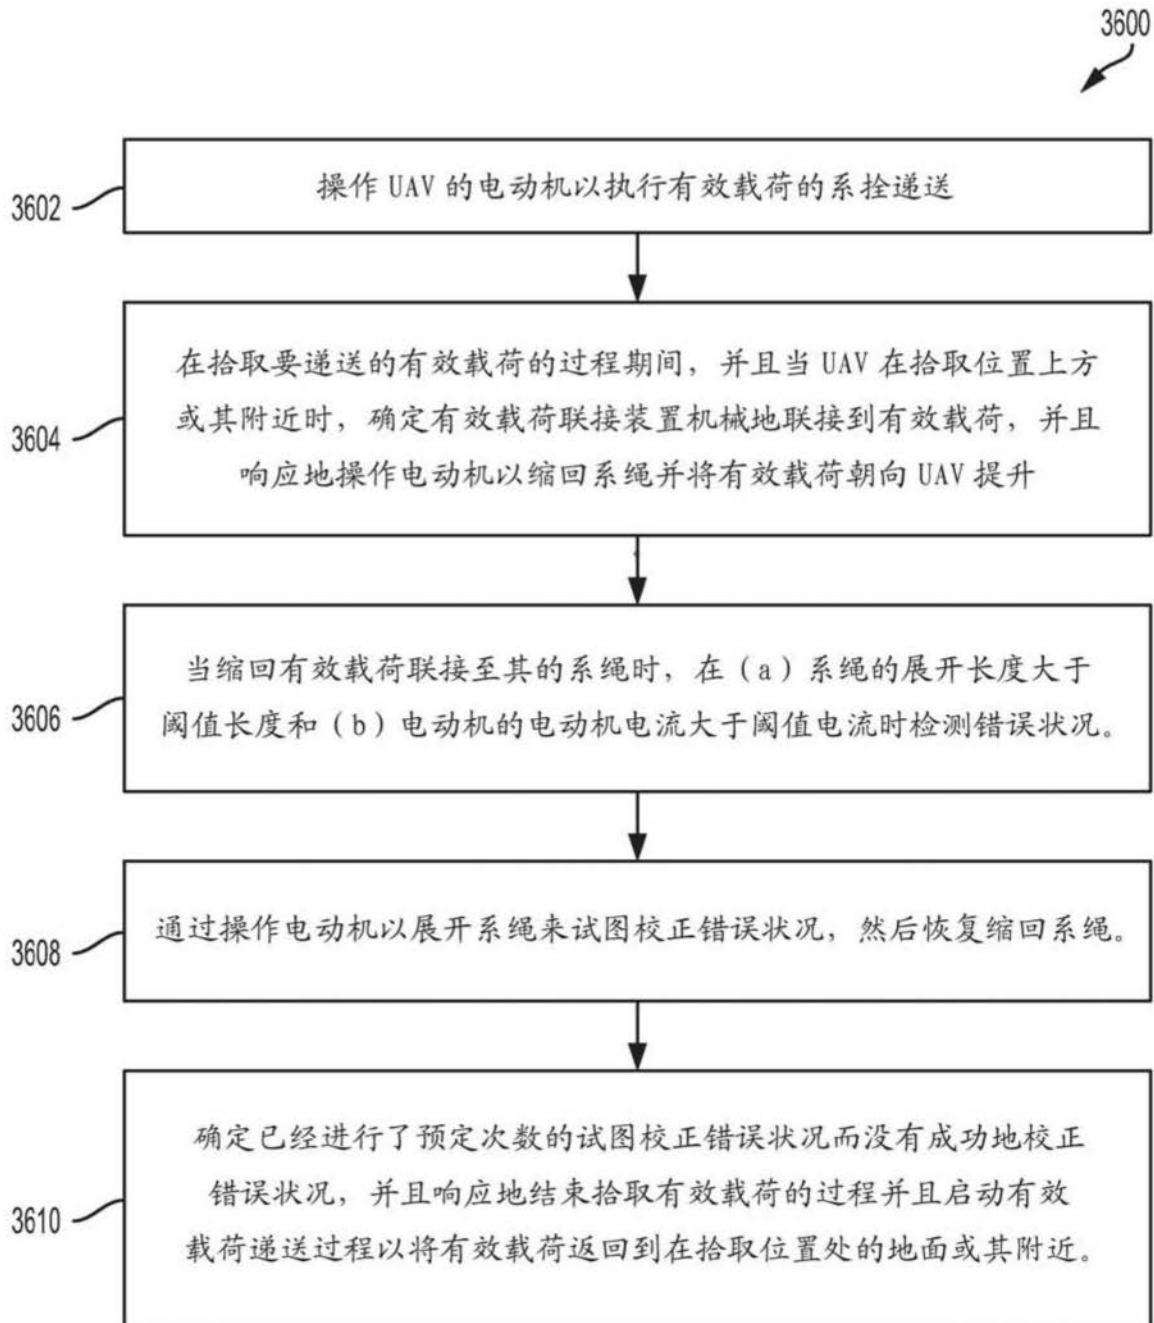 3600
3602
操作 UAV 的电动机以执行有效载荷的系拴递送
3604
在拾取要递送的有效载荷的过程期间，并且当 UAV 在拾取位置上方
或其附近时，确定有效载荷联接装置机械地联接到有效载荷，并且
响应地操作电动机以缩回系绳并将有效载荷朝向 UAV 提升
3606
当缩回有效载荷联接至其的系绳时，在（a）系绳的展开长度大于
阈值长度和（b）电动机的电动机电流大于阈值电流时检测错误状况。
3608
通过操作电动机以展开系绳来试图校正错误状况，然后恢复缩回系绳。
3610
确定已经进行了预定次数的试图校正错误状况而没有成功地校正
错误状况，并且响应地结束拾取有效载荷的过程并且启动有效
载荷递送过程以将有效载荷返回到在拾取位置处的地面或其附近。